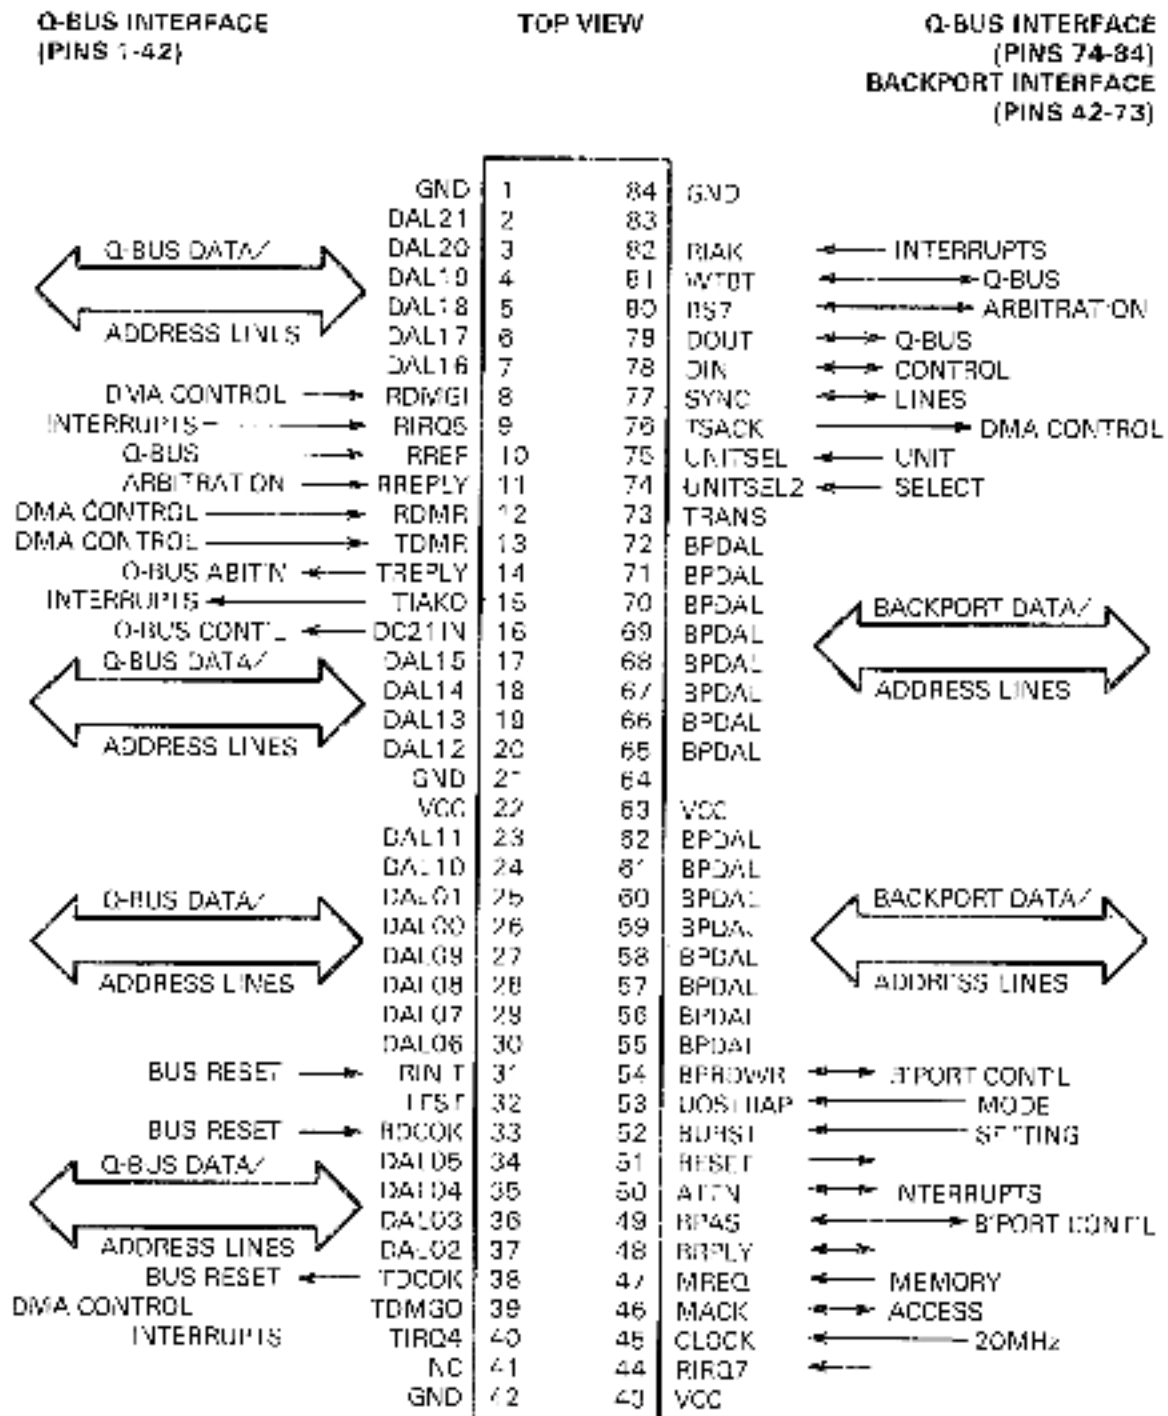 Q-BUS INTERFACE
(PINS 1-42)
TOP VIEW
Q-BUS INTERFACE
(PINS 74-84)
BACKPORT INTERFACE
(PINS 42-73)
GND 1 84 GND
DAL21 2 83
Q-BUS DATA/ DAL20 3 82 RIAK INTERRUPTS
DAL19 4 81 WTBT Q-BUS
DAL18 5 80 BS7 ARBITRATION
ADDRESS LINES DAL17 6 79 DOUT Q-BUS
DAL16 7 78 DIN CONTROL
DMA CONTROL RDMGI 8 77 SYNC LINES
INTERRUPTS RIRQ5 9 76 TSACK DMA CONTROL
Q-BUS RREF 10 75 UNITSEL UNIT
ARBITRATION RREPLY 11 74 UNITSEL2 SELECT
DMA CONTROL RDMR 12 73 TRANS
DMA CONTROL TDMR 13 72 BPDAL
Q-BUS ABIT'N TREPLY 14 71 BPDAL
INTERRUPTS TIAKO 15 70 BPDAL BACKPORT DATA/
Q-BUS CONT'L DC21IN 16 69 BPDAL
Q-BUS DATA/ DAL15 17 68 BPDAL
DAL14 18 67 BPDAL ADDRESS LINES
DAL13 19 66 BPDAL
ADDRESS LINES DAL12 20 65 BPDAL
GND 21 64
VCC 22 63 VCC
DAL11 23 62 BPDAL
DAL10 24 61 BPDAL
Q-BUS DATA/ DAL01 25 60 BPDAL BACKPORT DATA/
DAL00 26 59 BPDAL
DAL09 27 58 BPDAL
ADDRESS LINES DAL08 28 57 BPDAL ADDRESS LINES
DAL07 29 56 BPDAL
DAL06 30 55 BPDAL
BUS RESET RINIT 31 54 BPRDWR B'PORT CONT'L
TEST 32 53 MODE
BUS RESET RDCOK 33 52 BURST SETTING
Q-BUS DATA/ DAL05 34 51 RESET
DAL04 35 50 ATTN INTERRUPTS
DAL03 36 49 BPAS B'PORT CONT'L
ADDRESS LINES DAL02 37 48 BRPLY
BUS RESET TDCOK 38 47 MREQ MEMORY
DMA CONTROL TDMGO 39 46 MACK ACCESS
INTERRUPTS TIRQ4 40 45 CLOCK 20MHz
NC 41 44 RIRQ7
GND 42 43 VCC